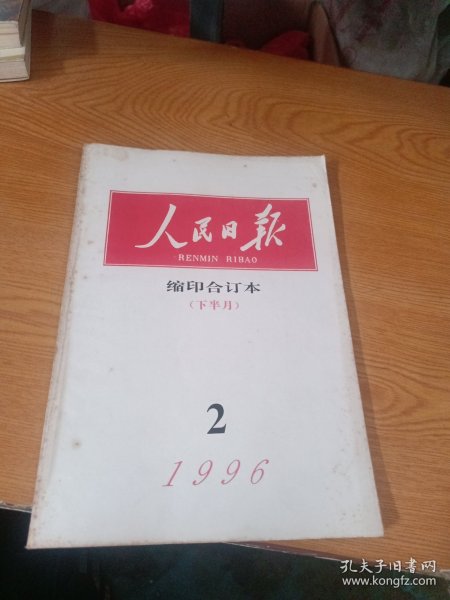 人民日报
RENMIN RIBAO
缩印合订本
(下半月)
2
1996
孔夫子旧书网
www.kongfz.com